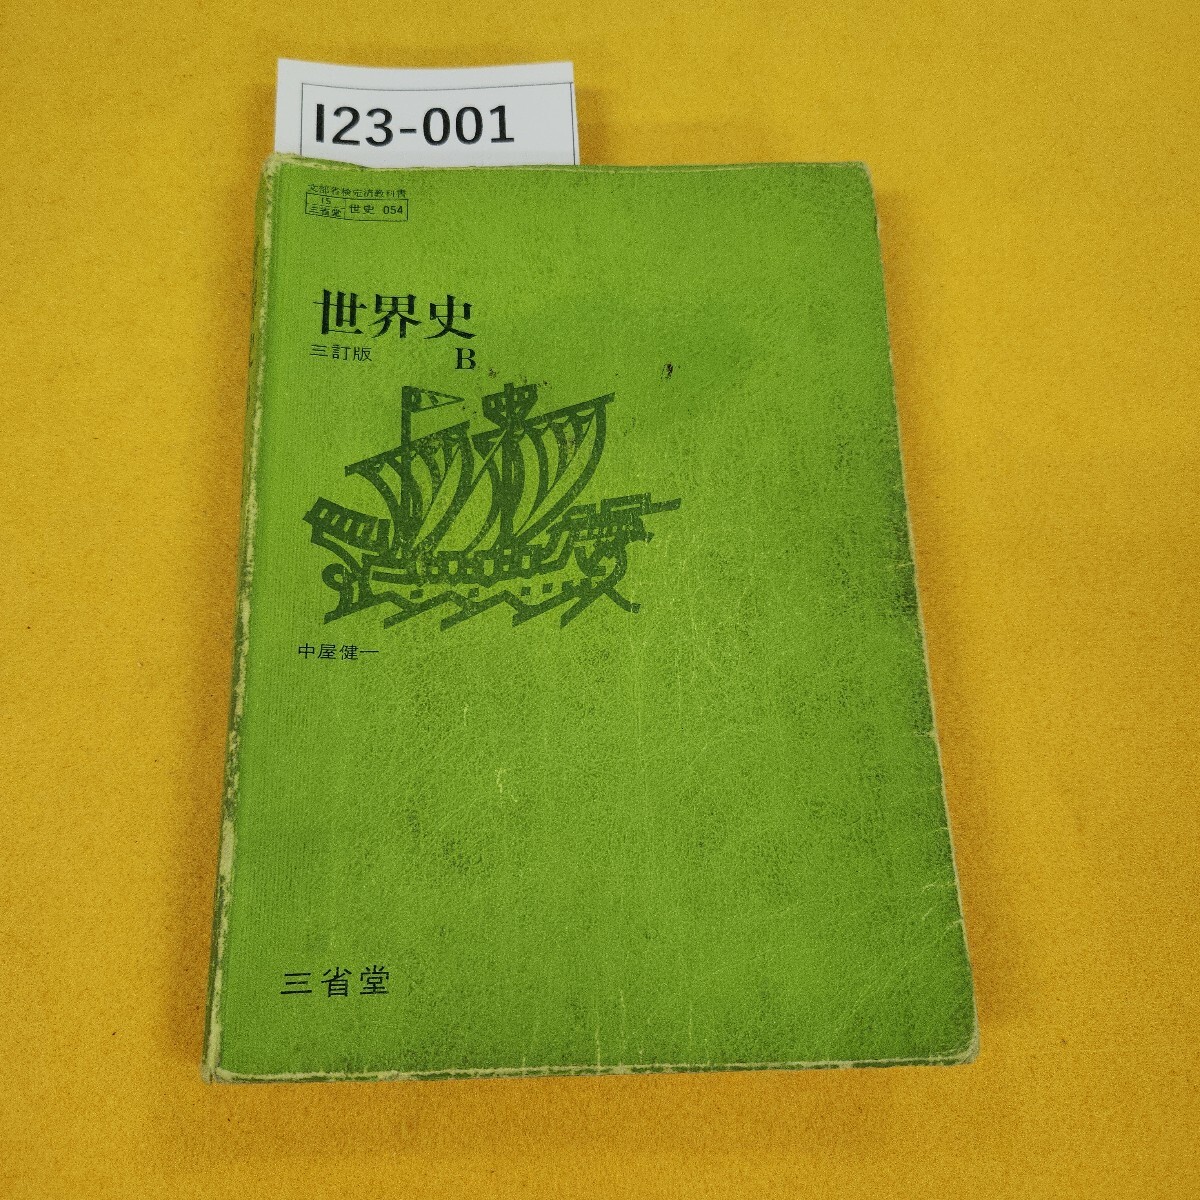 I23-001
文部省検定済教科書
15
三省堂
世史 054
世界史
三訂版
B
中屋健一
三省堂